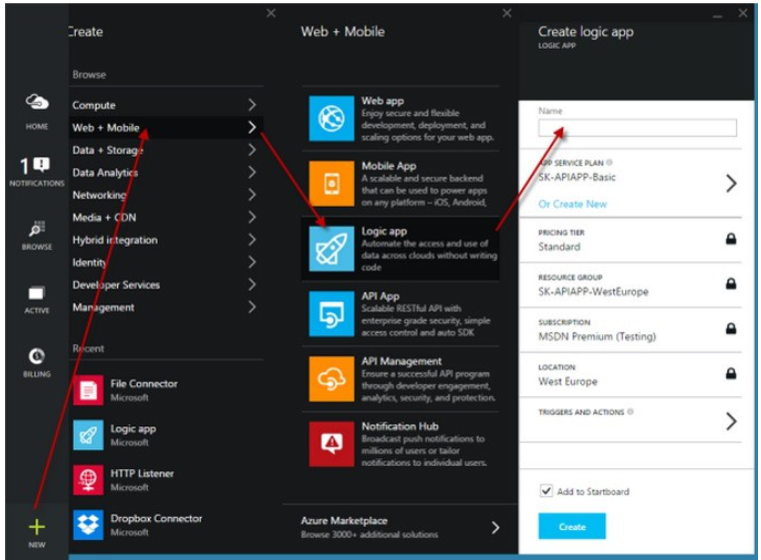 HOME
1
NOTIFICATIONS
BROWSE
ACTIVE
BILLING
NEW
Create
Browse
Compute
Web + Mobile
Data + Storage
Data Analytics
Networking
Media + CDN
Hybrid integration
Identity
Developer Services
Management
Recent
File Connector
Microsoft
Logic app
Microsoft
HTTP Listener
Microsoft
Dropbox Connector
Microsoft
Web + Mobile
Web app
Enjoy secure and flexible
development, deployment, and
scaling options for your web app.
Mobile App
A scalable and secure backend
that can be used to power apps
on any platform – iOS, Android,
Logic app
Automate the access and use of
data across clouds without writing
code
API App
Scalable RESTful API with
enterprise grade security, simple
access control and auto SDK
API Management
Ensure a successful API program
through developer engagement,
analytics, security, and protection.
Notification Hub
Broadcast push notifications to
millions of users or tailor
notifications to individual users.
Azure Marketplace
Browse 3000+ additional solutions
Create logic app
LOGIC APP
Name
APP SERVICE PLAN
SK-APIAPP-Basic
Or Create New
PRICING TIER
Standard
RESOURCE GROUP
SK-APIAPP-WestEurope
SUBSCRIPTION
MSDN Premium (Testing)
LOCATION
West Europe
TRIGGERS AND ACTIONS
Add to Startboard
Create